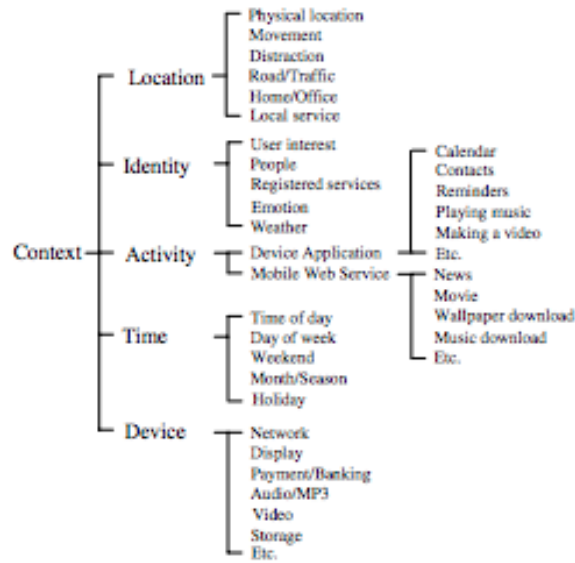 Context
Location
Physical location
Movement
Distraction
Road/Traffic
Home/Office
Local service
Identity
User interest
People
Registered services
Emotion
Weather
Activity
Device Application
Calendar
Contacts
Reminders
Playing music
Making a video
Etc.
Mobile Web Service
News
Movie
Wallpaper download
Music download
Etc.
Time
Time of day
Day of week
Weekend
Month/Season
Holiday
Device
Network
Display
Payment/Banking
Audio/MP3
Video
Storage
Etc.